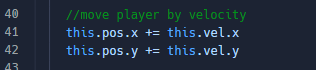 40 //move player by velocity
41 this.pos.x += this.vel.x
42 this.pos.y += this.vel.y
43